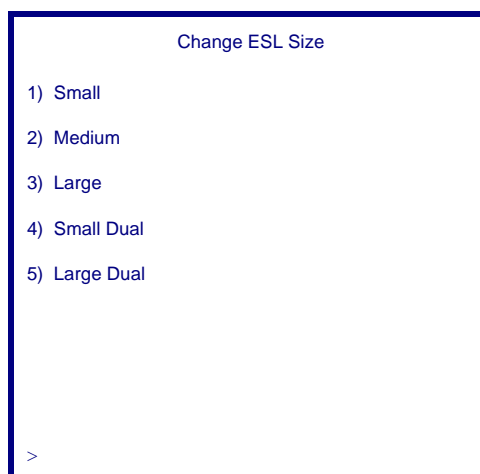 Change ESL Size
1) Small
2) Medium
3) Large
4) Small Dual
5) Large Dual
>